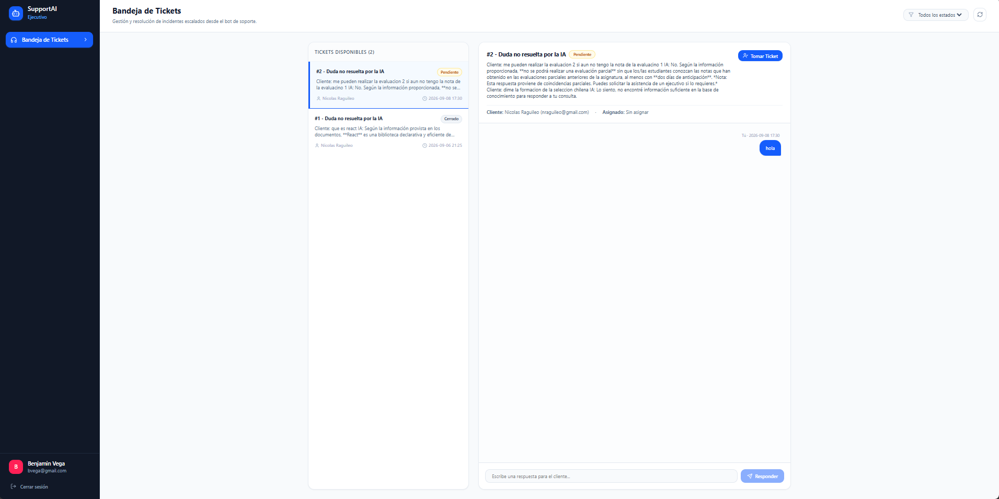 SupportAI
Ejecutivo
Bandeja de Tickets
Bandeja de Tickets
Gestión y resolución de incidentes escalados desde el bot de soporte.
Todos los estados
TICKETS DISPONIBLES (2)
#2 - Duda no resuelta por la IA
Pendiente
Cliente: me pueden realizar la evaluacion 2 si aun no tengo la nota de
la evaluacino 1 IA: No. Según la información proporcionada, **no se...
Nicolas Raguileo
2026-09-08 17:30
#1 - Duda no resuelta por la IA
Cerrado
Cliente: que es react IA: Según la información provista en los
documentos, **React** es una biblioteca declarativa y eficiente de...
Nicolas Raguileo
2026-09-06 21:25
#2 - Duda no resuelta por la IA
Pendiente
Tomar Ticket
Cliente: me pueden realizar la evaluacion 2 si aun no tengo la nota de la evaluacino 1 IA: No. Según la información
proporcionada, **no se podrá realizar una evaluación parcial** sin que los/las estudiantes conozcan las notas que han
obtenido en las evaluaciones parciales anteriores de la asignatura, al menos con **dos días de anticipación**. *Nota:
Esta respuesta proviene de coincidencias parciales. Puedes solicitar la asistencia de un ejecutivo si lo requieres.*
Cliente: dime la formacion de la seleccion chilena IA: Lo siento, no encontré información suficiente en la base de
conocimiento para responder a tu consulta.
Cliente: Nicolas Raguileo (nraguileo@gmail.com) · Asignado: Sin asignar
Tú · 2026-09-08 17:30
hola
Escribe una respuesta para el cliente...
Responder
B
Benjamin Vega
bvega@gmail.com
Cerrar sesión